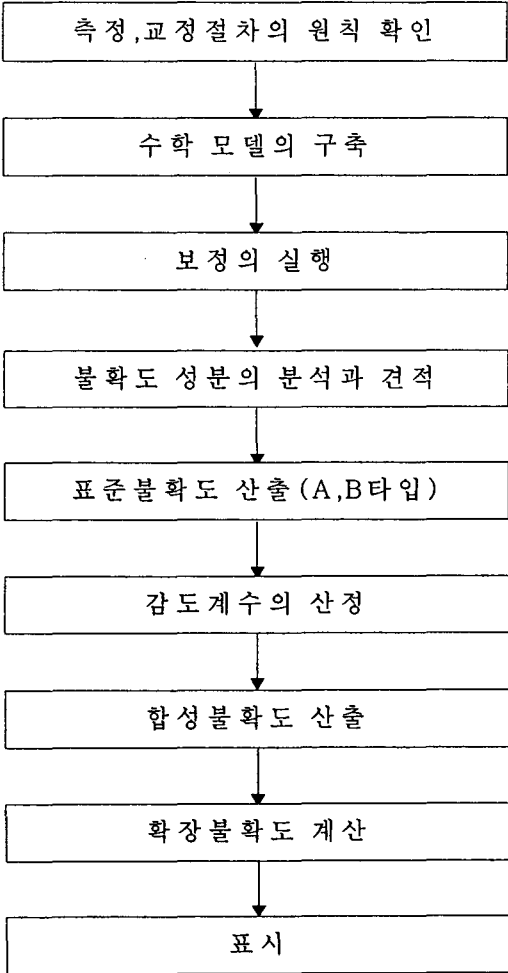 측정,교정절차의 원칙 확인
수학 모델의 구축
보정의 실행
불확도 성분의 분석과 견적
표준불확도 산출(A,B타입)
감도계수의 산정
합성불확도 산출
확장불확도 계산
표시